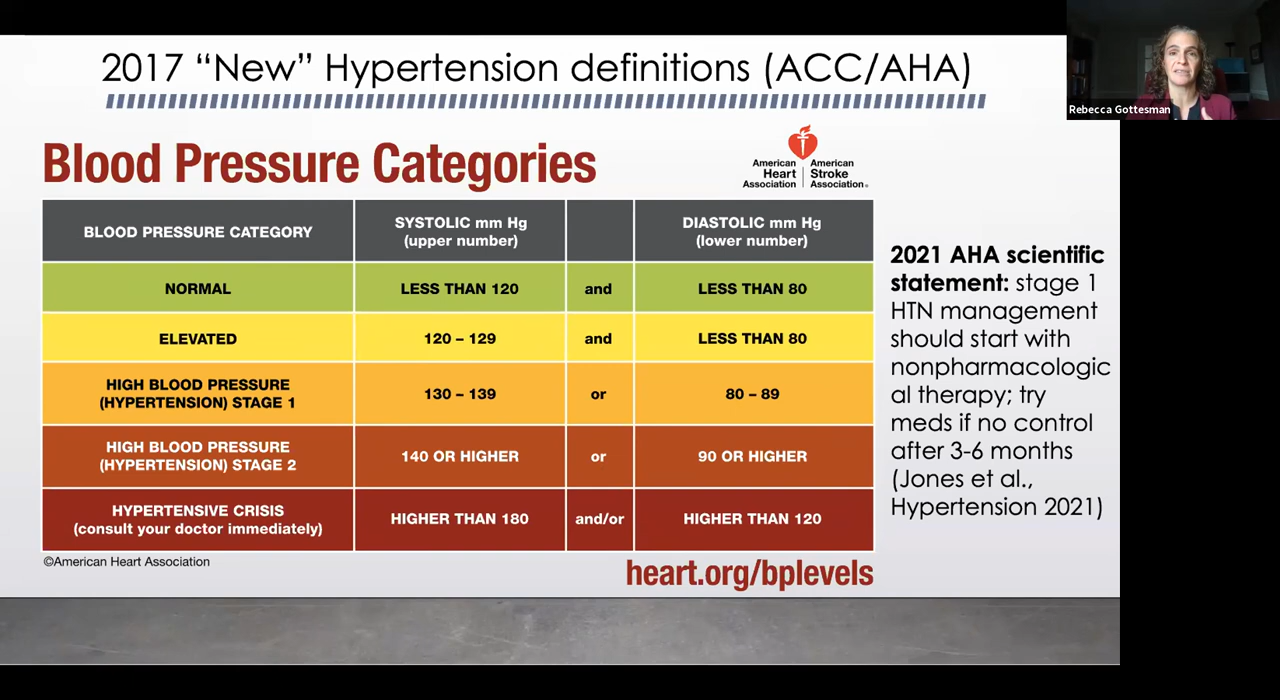 2017 “New” Hypertension definitions (ACC/AHA)
Rebecca Gottesman
Blood Pressure Categories
American
Heart
Association
American
Stroke
Association®
BLOOD PRESSURE CATEGORY
SYSTOLIC mm Hg
(upper number)
DIASTOLIC mm Hg
(lower number)
NORMAL
LESS THAN 120
and
LESS THAN 80
ELEVATED
120 – 129
and
LESS THAN 80
HIGH BLOOD PRESSURE
(HYPERTENSION) STAGE 1
130 – 139
or
80 – 89
HIGH BLOOD PRESSURE
(HYPERTENSION) STAGE 2
140 OR HIGHER
or
90 OR HIGHER
HYPERTENSIVE CRISIS
(consult your doctor immediately)
HIGHER THAN 180
and/or
HIGHER THAN 120
©American Heart Association
heart.org/bplevels
2021 AHA scientific
statement: stage 1
HTN management
should start with
nonpharmacologic
al therapy; try
meds if no control
after 3-6 months
(Jones et al.,
Hypertension 2021)